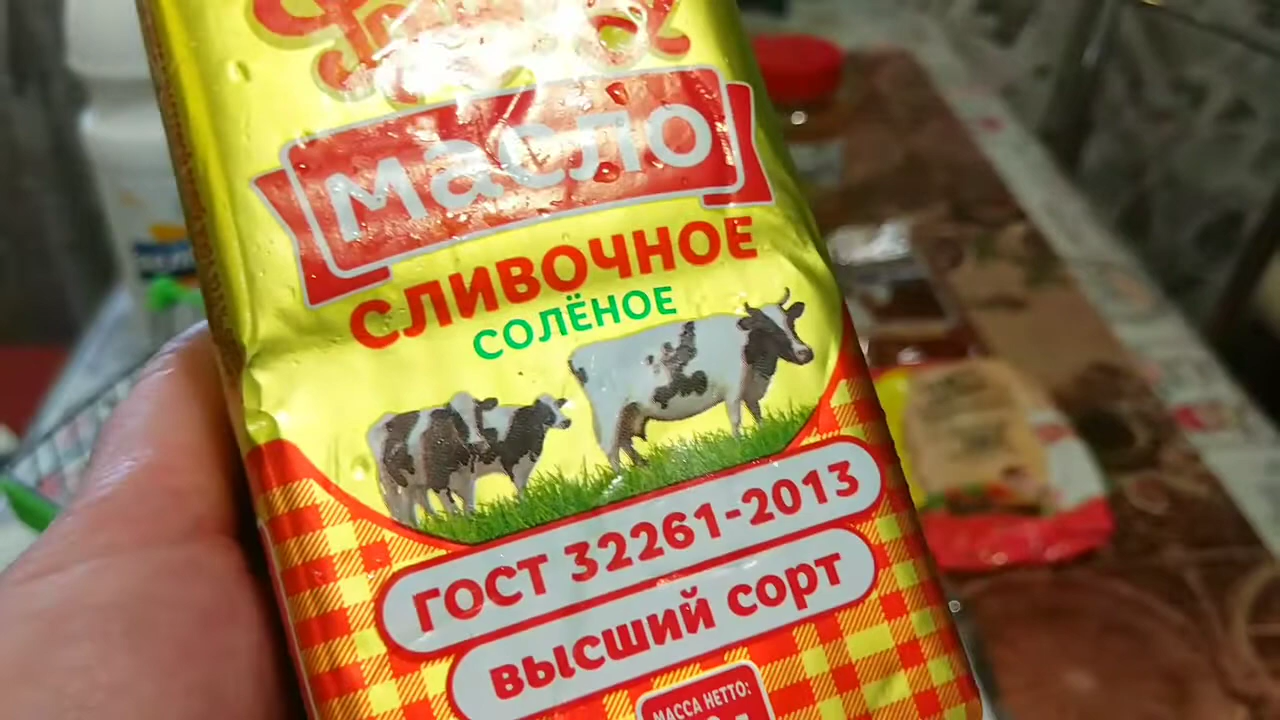 масло
СЛИВОЧНОЕ
СОЛЁНОЕ
ГОСТ 32261-2013
высший сорт
МАССА НЕТТО: